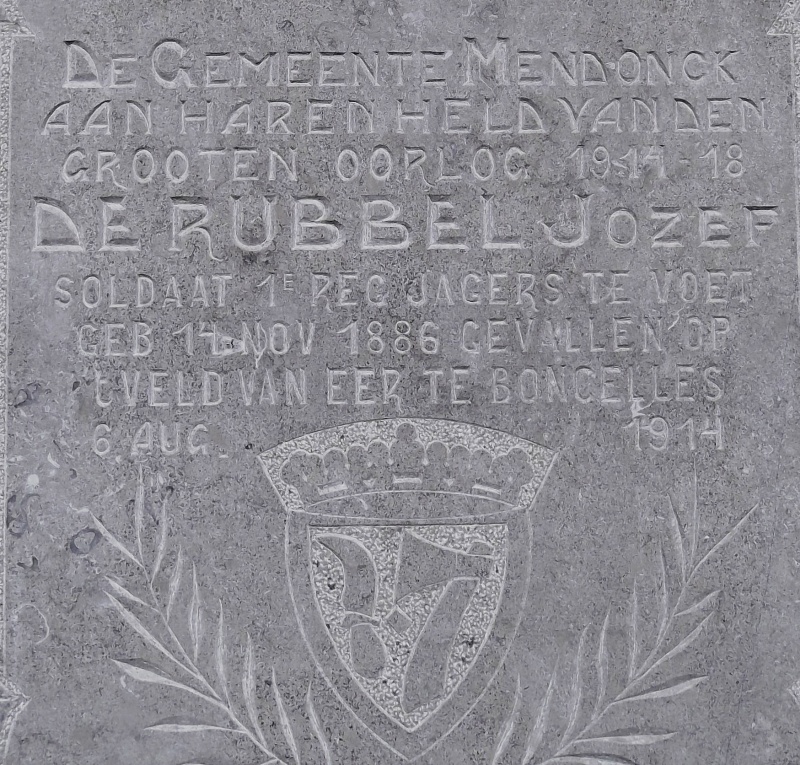 DE GEMEENTE MENDONCK
AAN HAREN HELD VAN DEN
GROOTEN OORLOG 1914-18
DE RUBBEL JOZEF
SOLDAAT 1E REG JAGERS TE VOET
GEB 14 NOV 1886 GEVALLEN OP
'T VELD VAN EER TE BONCELLES
6 AUG. 1914